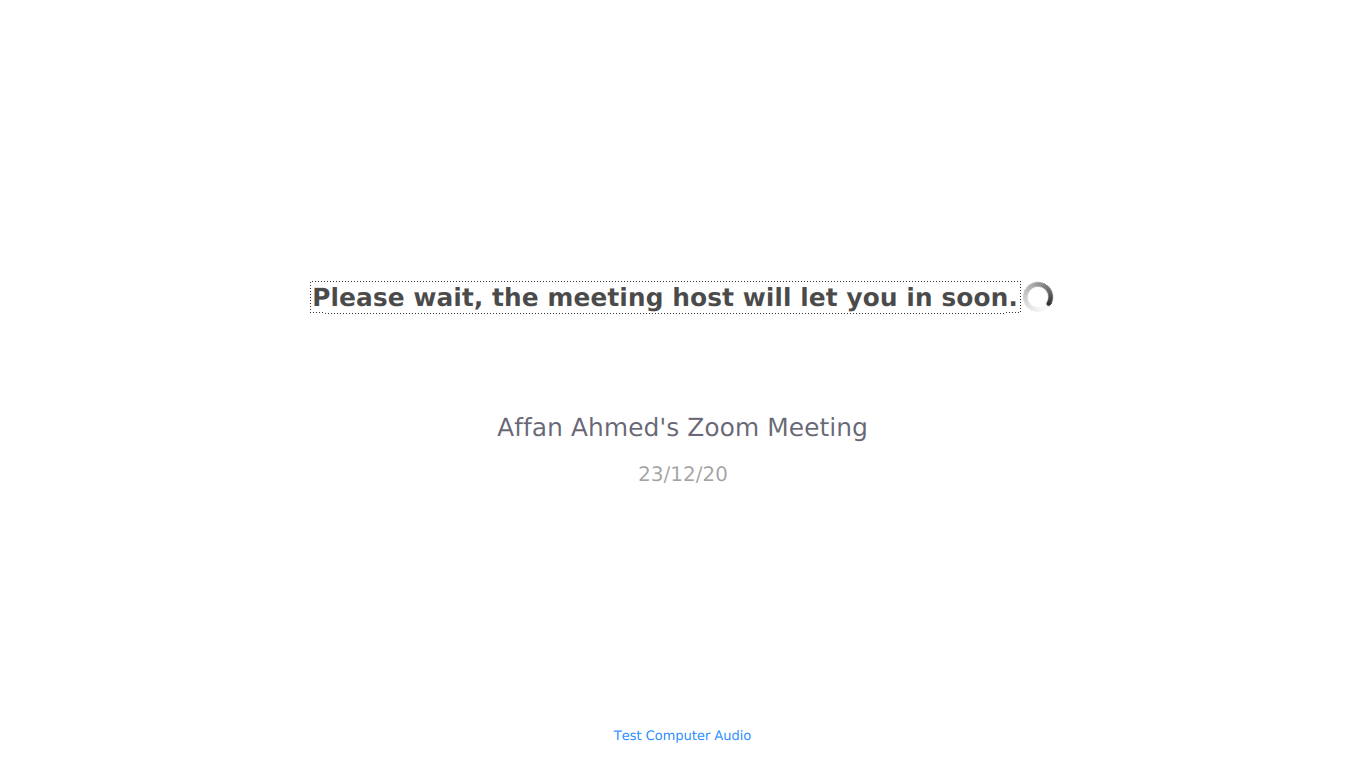 Please wait, the meeting host will let you in soon.
Affan Ahmed's Zoom Meeting
23/12/20
Test Computer Audio